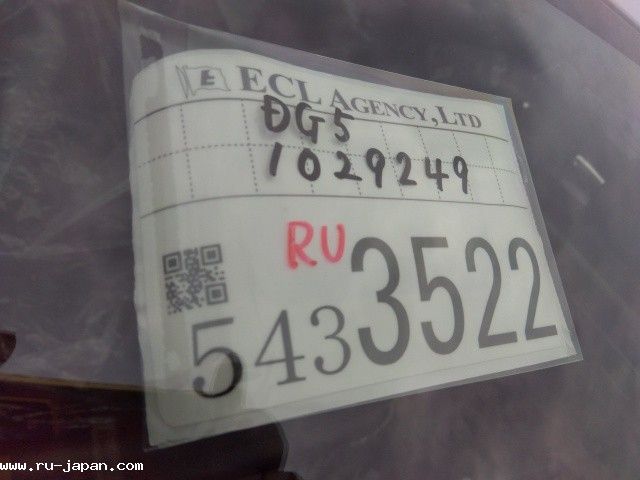 E ECL AGENCY, LTD
DG5
1029249
RU
5433522
www.ru-japan.com